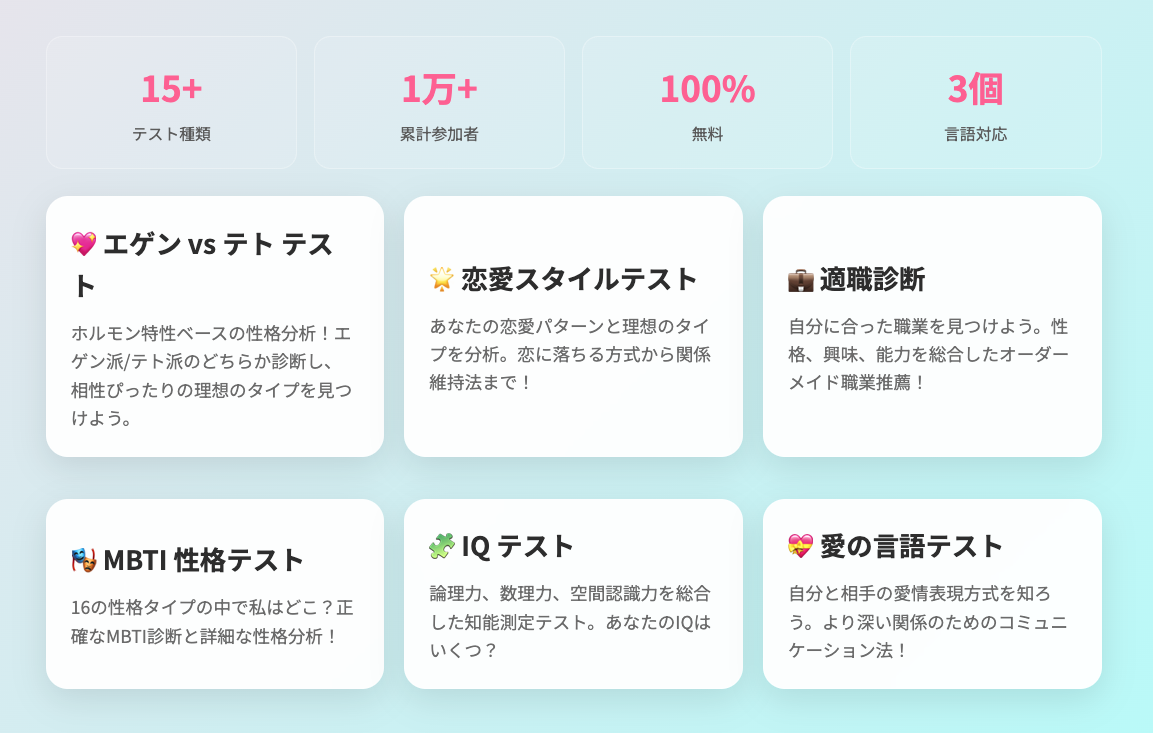 15+
テスト種類
1万+
累計参加者
100%
無料
3個
言語対応
💖 エゲン vs テト テス
ト
ホルモン特性ベースの性格分析！エ
ゲン派/テト派のどちらか診断し、
相性ぴったりの理想のタイプを見つ
けよう。
🌟 恋愛スタイルテスト
あなたの恋愛パターンと理想のタイ
プを分析。恋に落ちる方式から関係
維持法まで！
💼 適職診断
自分に合った職業を見つけよう。性
格、興味、能力を総合したオーダー
メイド職業推薦！
🎭 MBTI 性格テスト
16の性格タイプの中で私はどこ？正
確なMBTI診断と詳細な性格分析！
🧩 IQ テスト
論理力、数理力、空間認識力を総合
した知能測定テスト。あなたのIQは
いくつ？
💝 愛の言語テスト
自分と相手の愛情表現方式を知ろ
う。より深い関係のためのコミュニ
ケーション法！